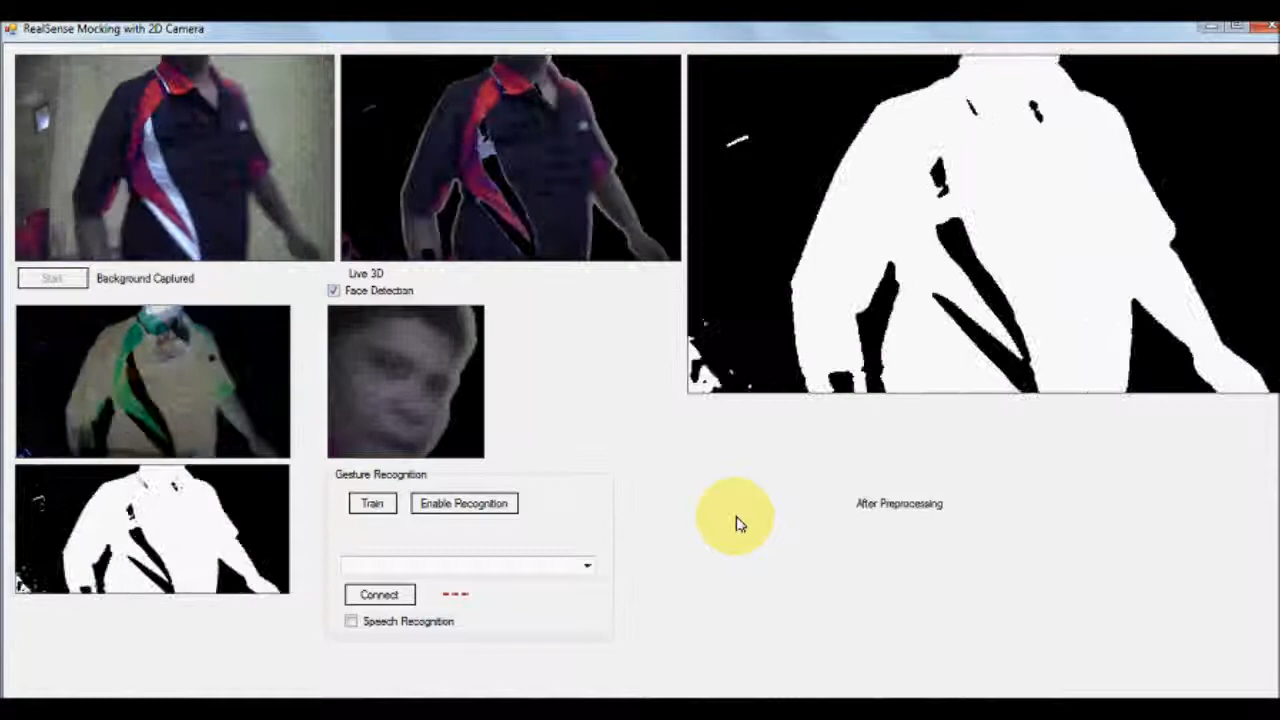 RealSense Mocking with 2D Camera
Start
Background Captured
Live 3D
Face Detection
Gesture Recognition
Train
Enable Recognition
After Preprocessing
Connect
Speech Recognition